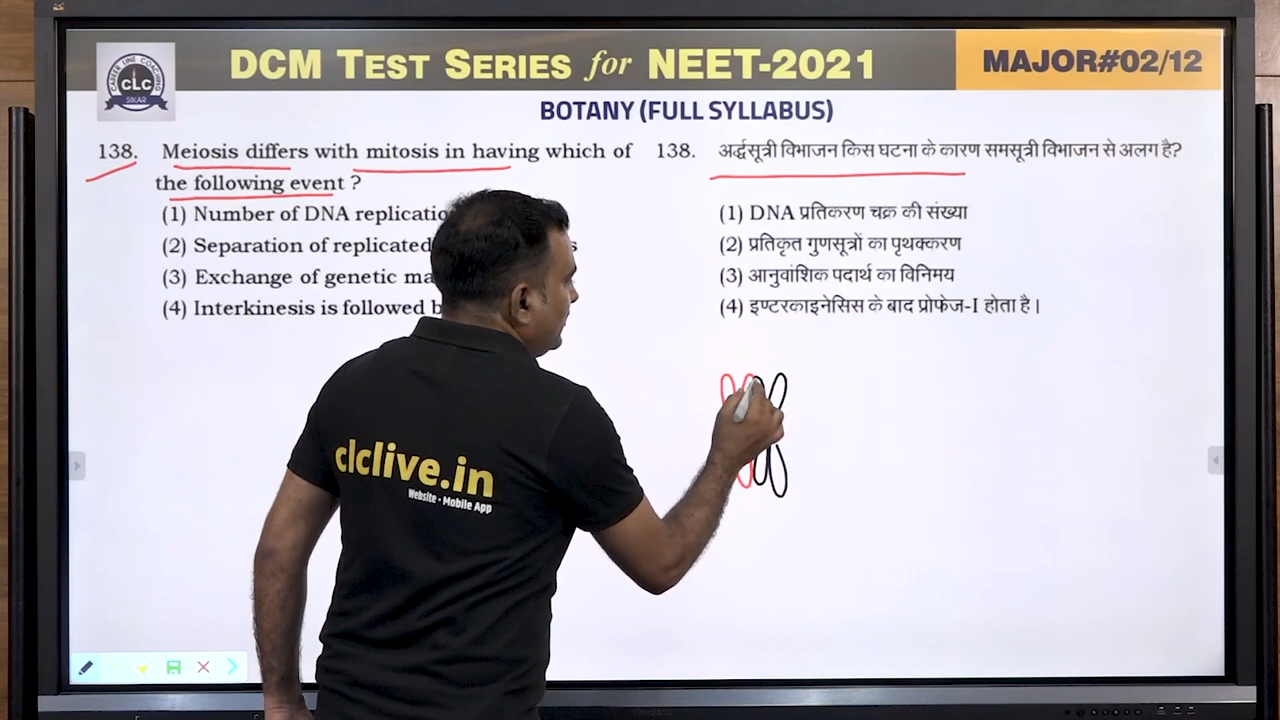 DCM TEST SERIES for NEET-2021
MAJOR#02/12
CAREER LINE COACHING
CLC
SIKAR
BOTANY (FULL SYLLABUS)
138. Meiosis differs with mitosis in having which of
the following event ?
(1) Number of DNA replicatio
(2) Separation of replicated s
(3) Exchange of genetic ma
(4) Interkinesis is followed b
138. अर्द्धसूत्री विभाजन किस घटना के कारण समसूत्री विभाजन से अलग है?
(1) DNA प्रतिकरण चक्र की संख्या
(2) प्रतिकृत गुणसूत्रों का पृथक्करण
(3) आनुवांशिक पदार्थ का विनिमय
(4) इण्टरकाइनेसिस के बाद प्रोफेज-I होता है।
clclive.in
Website • Mobile App